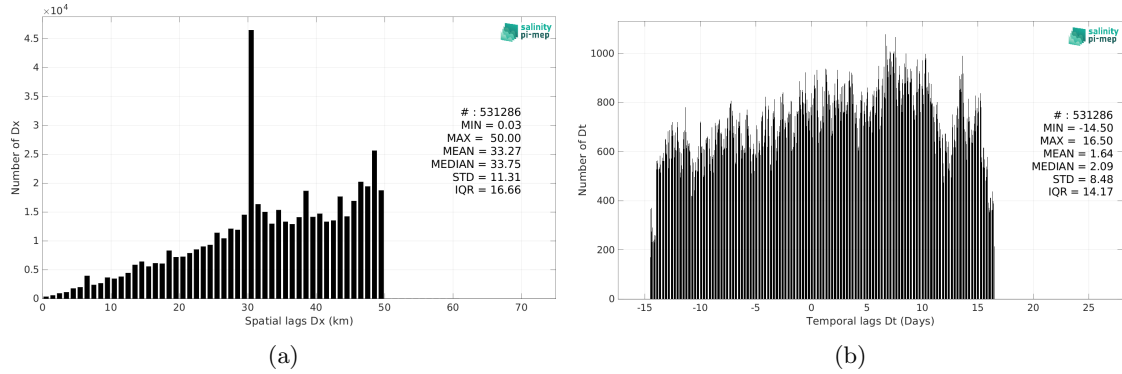 ×10⁴
4.5
4
3.5
3
2.5
2
1.5
1
0.5
0
Number of Dx
0 10 20 30 40 50 60 70
Spatial lags Dx (km)
salinity
pi-mep
# : 531286
MIN = 0.03
MAX = 50.00
MEAN = 33.27
MEDIAN = 33.75
STD = 11.31
IQR = 16.66
(a)
1000
800
600
400
200
0
Number of Dt
-15 -10 -5 0 5 10 15 20 25
Temporal lags Dt (Days)
salinity
pi-mep
# : 531286
MIN = -14.50
MAX = 16.50
MEAN = 1.64
MEDIAN = 2.09
STD = 8.48
IQR = 14.17
(b)